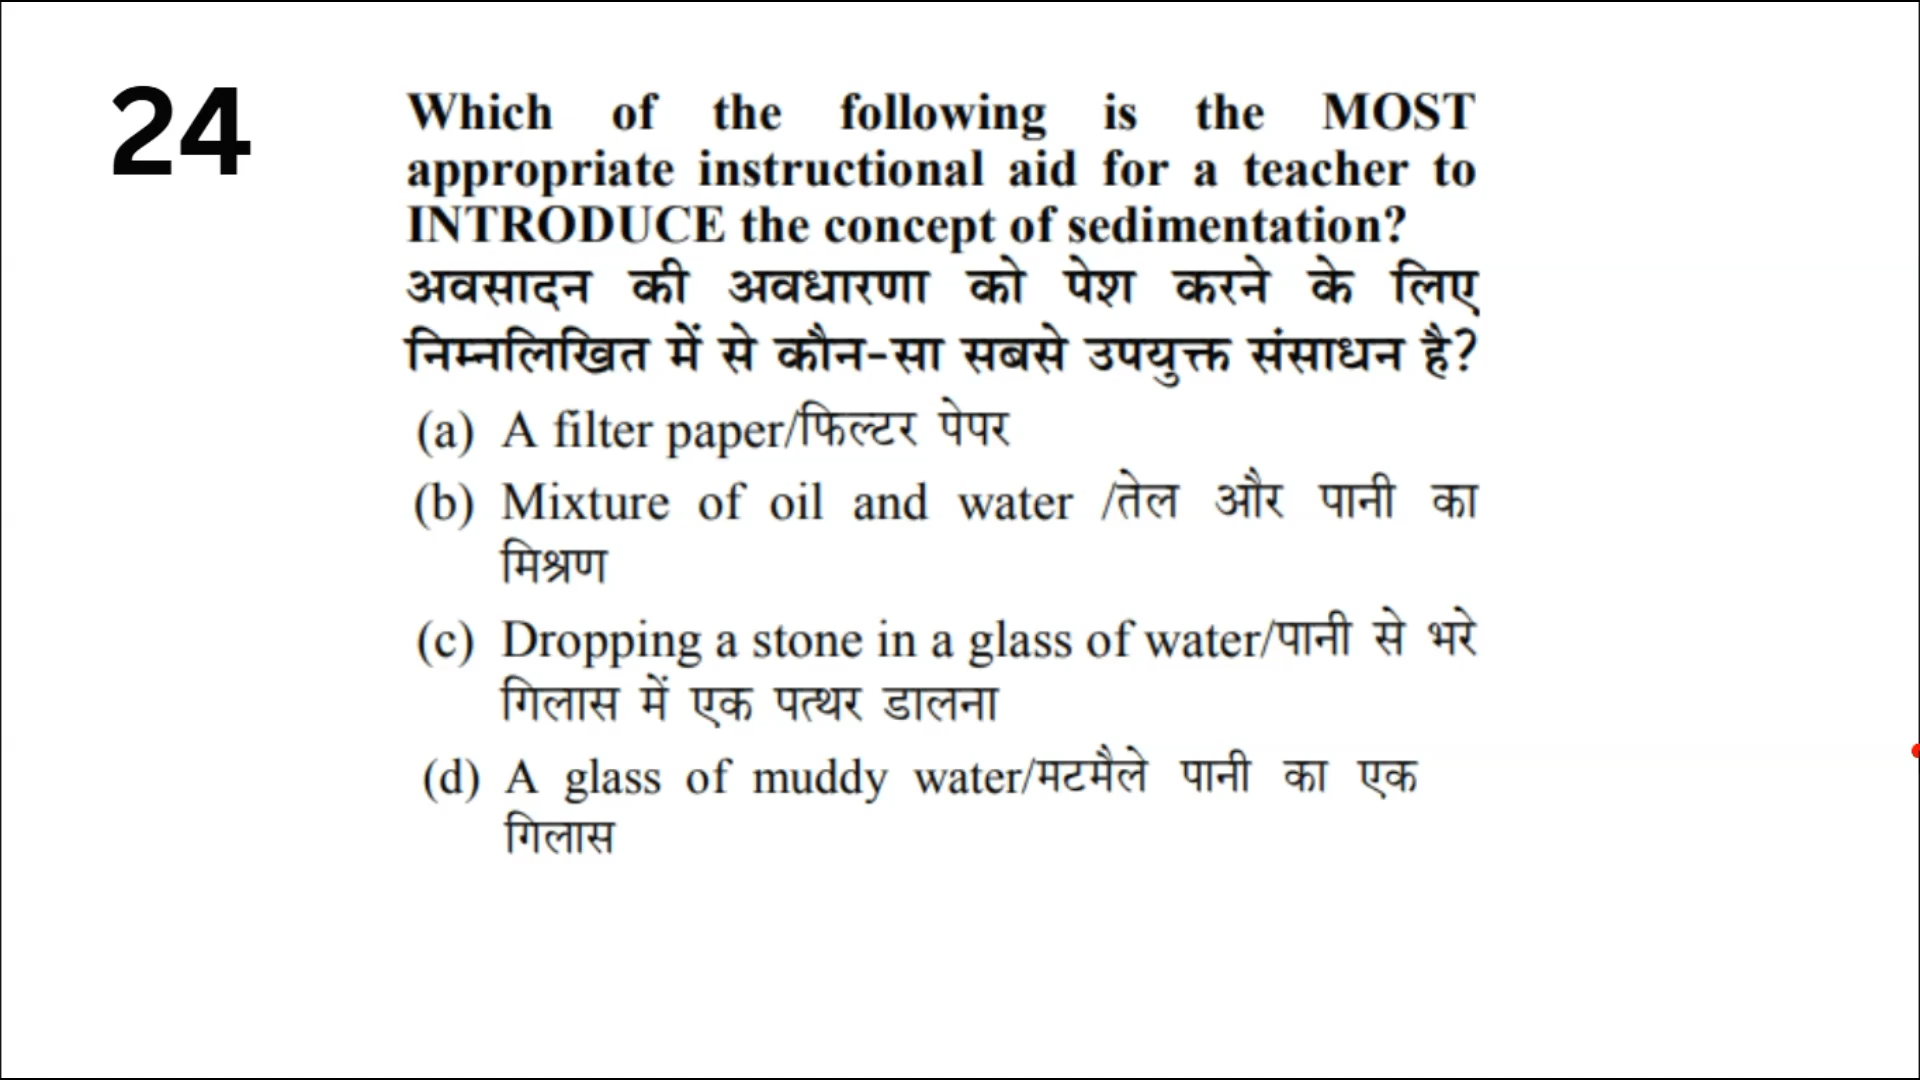 24
Which of the following is the MOST
appropriate instructional aid for a teacher to
INTRODUCE the concept of sedimentation?
अवसादन की अवधारणा को पेश करने के लिए
निम्नलिखित में से कौन-सा सबसे उपयुक्त संसाधन है?
(a) A filter paper/फिल्टर पेपर
(b) Mixture of oil and water /तेल और पानी का
मिश्रण
(c) Dropping a stone in a glass of water/पानी से भरे
गिलास में एक पत्थर डालना
(d) A glass of muddy water/मटमैले पानी का एक
गिलास